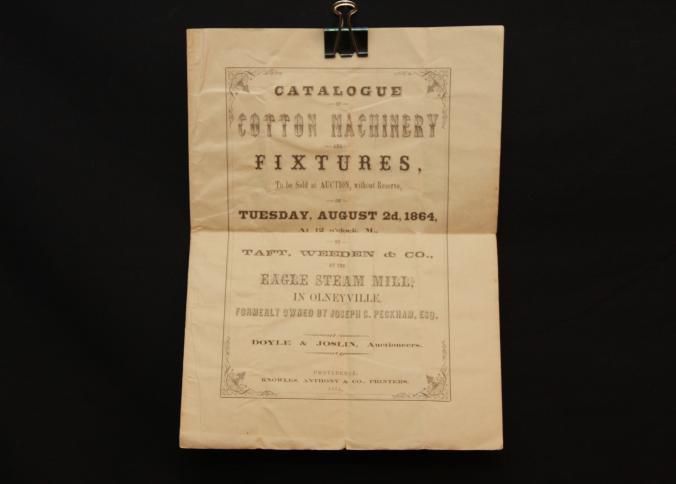 CATALOGUE
OF
COTTON MACHINERY
AND
FIXTURES,
To be Sold at AUCTION, without Reserve,
ON
TUESDAY, AUGUST 2d, 1864,
At 12 o'clock, M.,
BY
TAFT, WEEDEN & CO.,
AT THE
EAGLE STEAM MILL,
IN OLNEYVILLE,
FORMERLY OWNED BY JOSEPH C. PECKHAM, ESQ.
DOYLE & JOSLIN, Auctioneers.
PROVIDENCE:
KNOWLES, ANTHONY & CO., PRINTERS.
1864.